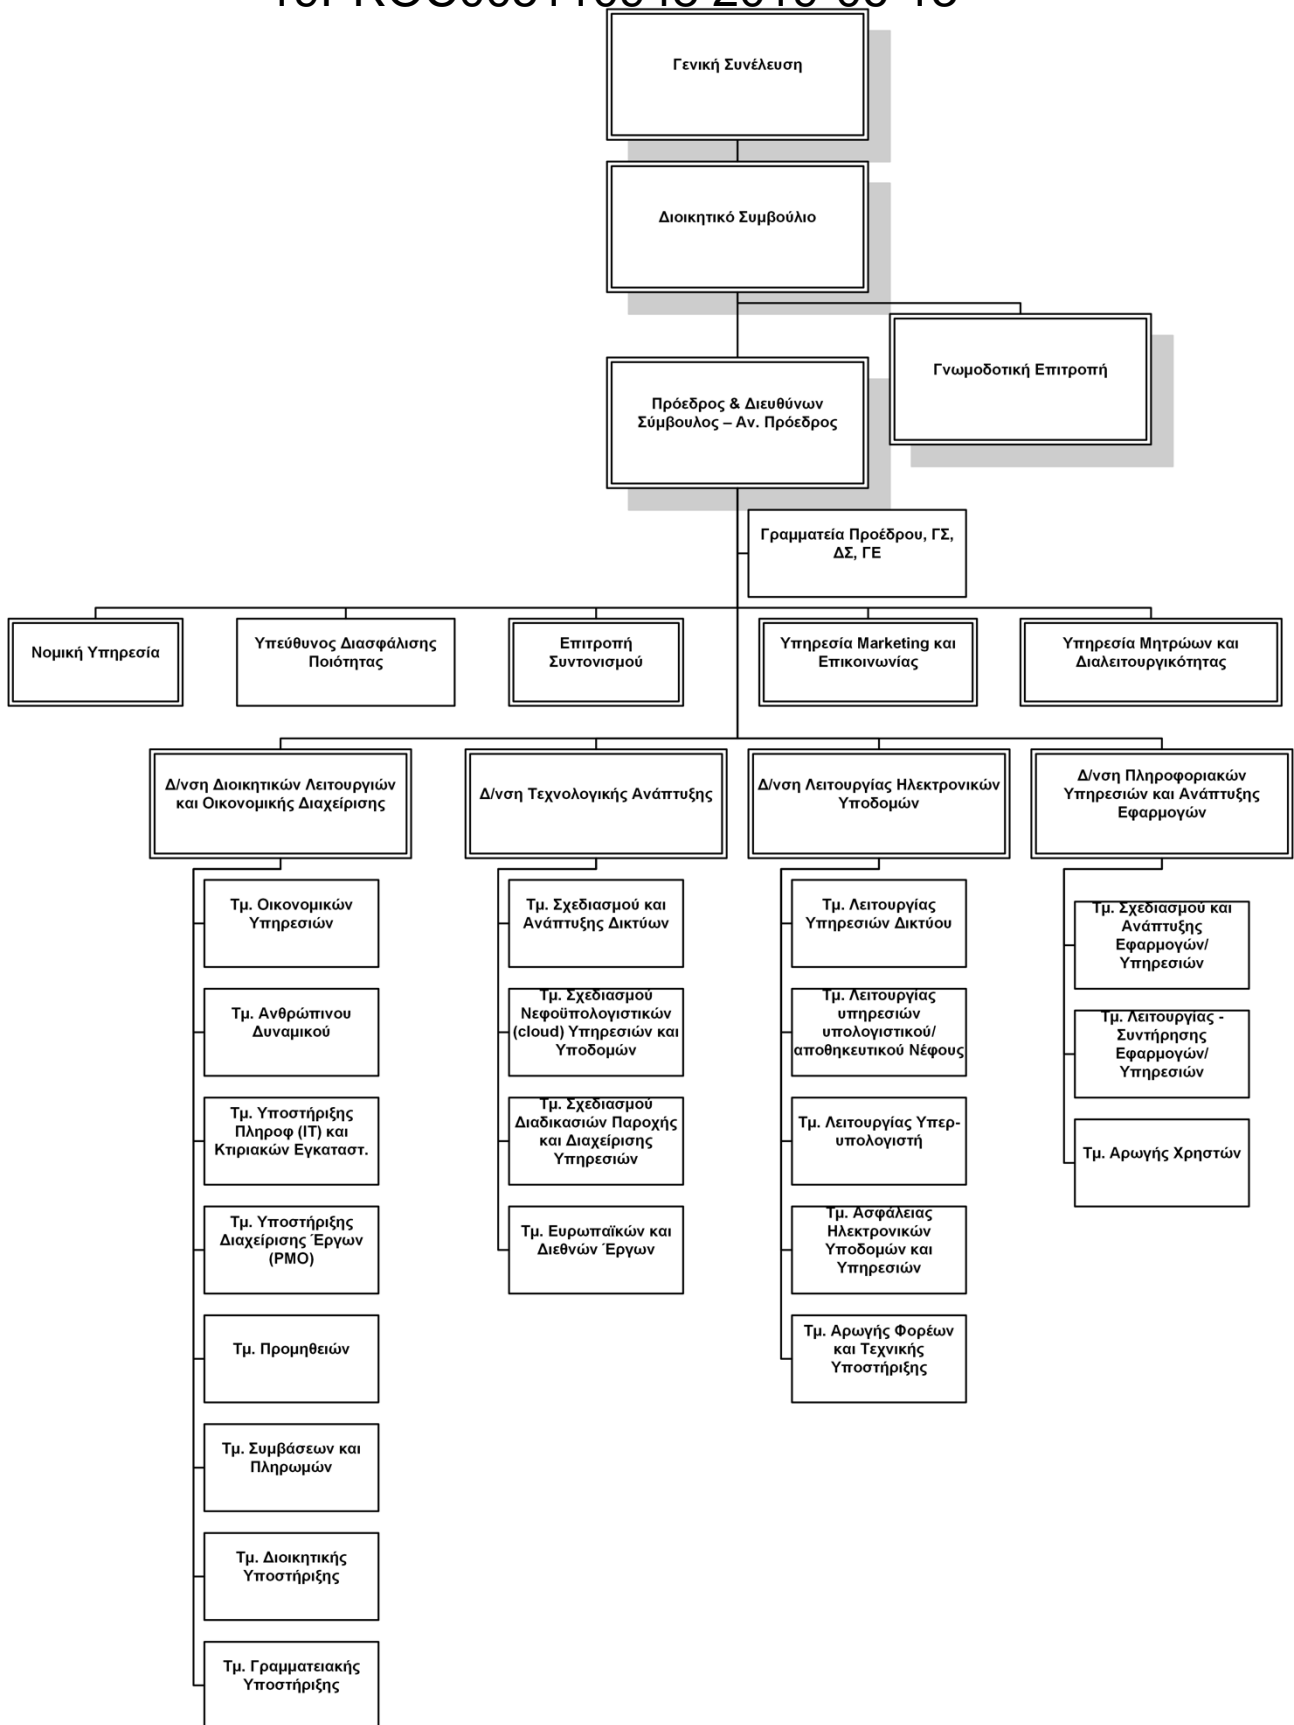 Γενική Συνέλευση
Διοικητικό Συμβούλιο
Γνωμοδοτική Επιτροπή
Πρόεδρος & Διευθύνων
Σύμβουλος – Αν. Πρόεδρος
Γραμματεία Προέδρου, ΓΣ,
ΔΣ, ΓΕ
Νομική Υπηρεσία
Υπεύθυνος Διασφάλισης
Ποιότητας
Επιτροπή
Συντονισμού
Υπηρεσία Marketing και
Επικοινωνίας
Υπηρεσία Μητρώων και
Διαλειτουργικότητας
Δ/νση Διοικητικών Λειτουργιών
και Οικονομικής Διαχείρισης
Δ/νση Τεχνολογικής Ανάπτυξης
Δ/νση Λειτουργίας Ηλεκτρονικών
Υποδομών
Δ/νση Πληροφοριακών
Υπηρεσιών και Ανάπτυξης
Εφαρμογών
Τμ. Οικονομικών
Υπηρεσιών
Τμ. Ανθρώπινου
Δυναμικού
Τμ. Υποστήριξης
Πληροφ (IT) και
Κτιριακών Εγκαταστ.
Τμ. Υποστήριξης
Διαχείρισης Έργων
(PMO)
Τμ. Προμηθειών
Τμ. Συμβάσεων και
Πληρωμών
Τμ. Διοικητικής
Υποστήριξης
Τμ. Γραμματειακής
Υποστήριξης
Τμ. Σχεδιασμού και
Ανάπτυξης Δικτύων
Τμ. Σχεδιασμού
Νεφοϋπολογιστικών
(cloud) Υπηρεσιών και
Υποδομών
Τμ. Σχεδιασμού
Διαδικασιών Παροχής
και Διαχείρισης
Υπηρεσιών
Τμ. Ευρωπαϊκών και
Διεθνών Έργων
Τμ. Λειτουργίας
Υπηρεσιών Δικτύου
Τμ. Λειτουργίας
υπηρεσιών
υπολογιστικού/
αποθηκευτικού Νέφους
Τμ. Λειτουργίας Υπερ-
υπολογιστή
Τμ. Ασφάλειας
Ηλεκτρονικών
Υποδομών και
Υπηρεσιών
Τμ. Αρωγής Φορέων
και Τεχνικής
Υποστήριξης
Τμ. Σχεδιασμού και
Ανάπτυξης
Εφαρμογών/
Υπηρεσιών
Τμ. Λειτουργίας -
Συντήρησης
Εφαρμογών/
Υπηρεσιών
Τμ. Αρωγής Χρηστών